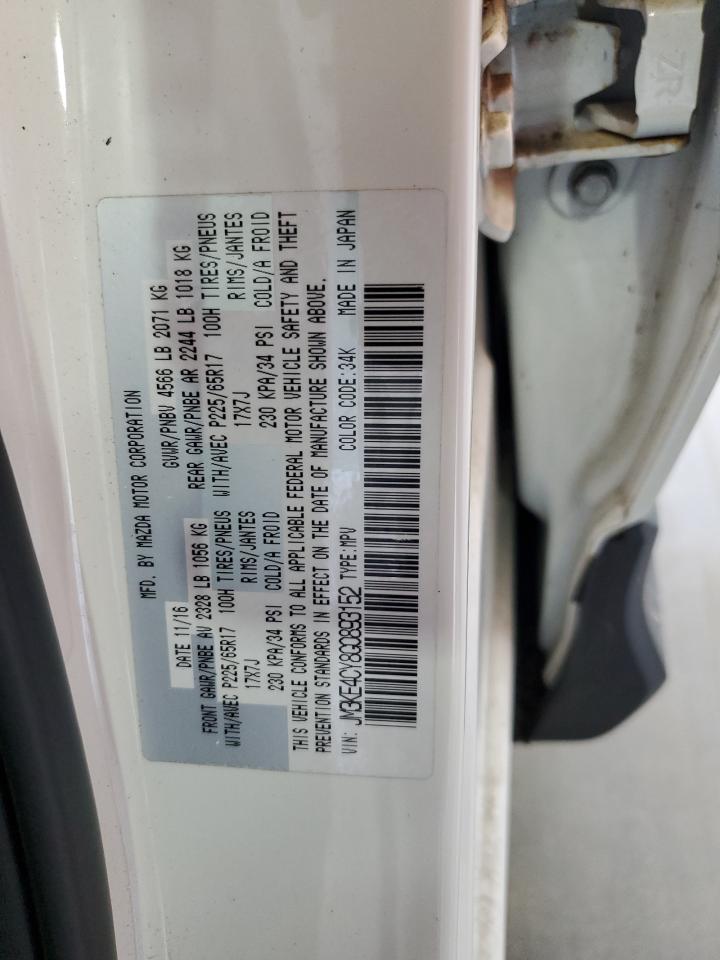 MFD. BY MAZDA MOTOR CORPORATION
DATE 11/16 GVWR/PNBV 4566 LB 2071 KG
FRONT GAWR/PNBE AV 2328 LB 1056 KG REAR GAWR/PNBE AR 2244 LB 1018 KG
WITH/AVEC P225/65R17 100H TIRES/PNEUS WITH/AVEC P225/65R17 100H TIRES/PNEUS
17X7J RIMS/JANTES 17X7J RIMS/JANTES
230 KPA/34 PSI COLD/A FROID 230 KPA/34 PSI COLD/A FROID
THIS VEHICLE CONFORMS TO ALL APPLICABLE FEDERAL MOTOR VEHICLE SAFETY AND THEFT
PREVENTION STANDARDS IN EFFECT ON THE DATE OF MANUFACTURE SHOWN ABOVE.
VIN: JM3KE4CY8G0893152 TYPE:MPV COLOR CODE:34K MADE IN JAPAN
ZR